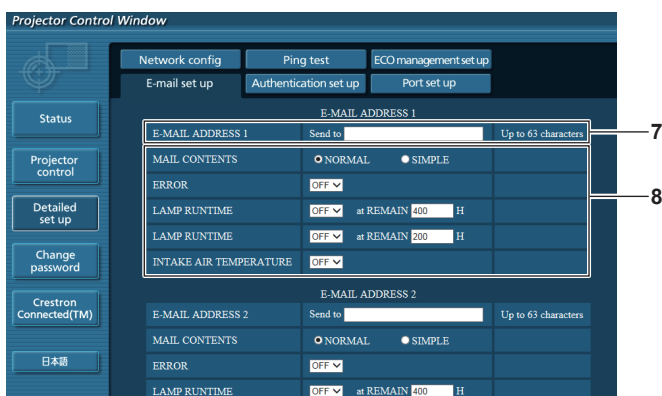 Projector Control Window
Network config Ping test ECO management set up
E-mail set up Authentication set up Port set up
Status
Projector control
Detailed set up
Change password
Crestron Connected(TM)
日本語
E-MAIL ADDRESS 1
E-MAIL ADDRESS 1 Send to Up to 63 characters 7
MAIL CONTENTS NORMAL SIMPLE
ERROR OFF
8
LAMP RUNTIME OFF at REMAIN 400 H
LAMP RUNTIME OFF at REMAIN 200 H
INTAKE AIR TEMPERATURE OFF
E-MAIL ADDRESS 2
E-MAIL ADDRESS 2 Send to Up to 63 characters
MAIL CONTENTS NORMAL SIMPLE
ERROR OFF
LAMP RUNTIME OFF at REMAIN 400 H